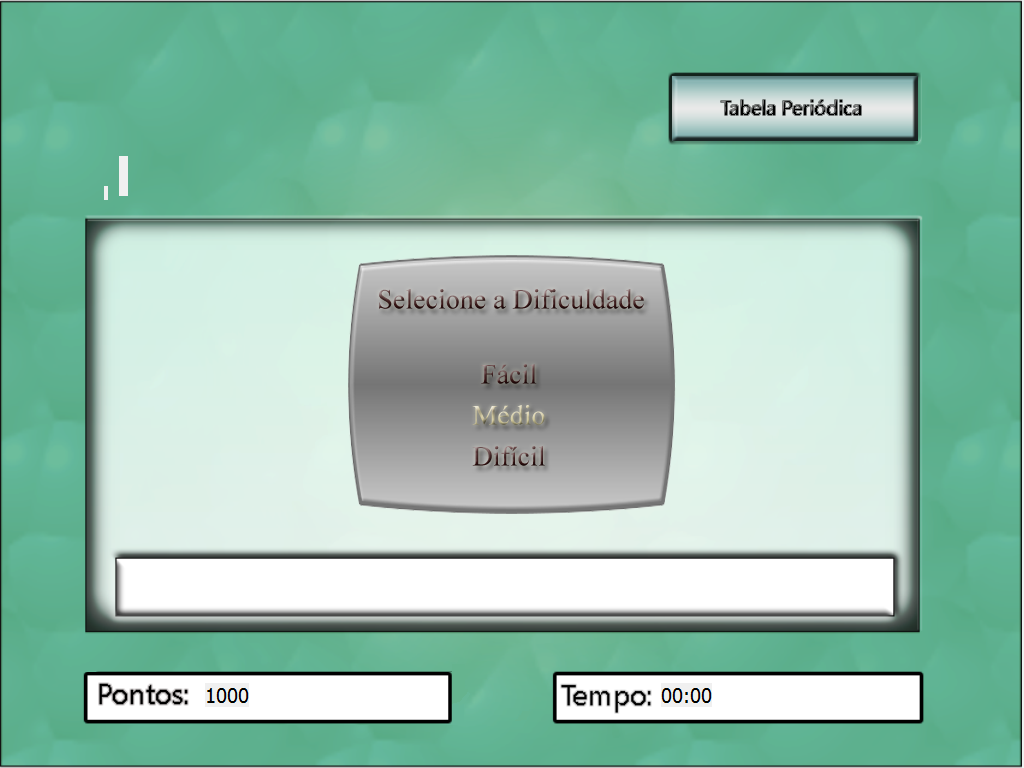 Tabela Periódica
Selecione a Dificuldade
Fácil
Médio
Difícil
Pontos: 1000
Tempo: 00:00